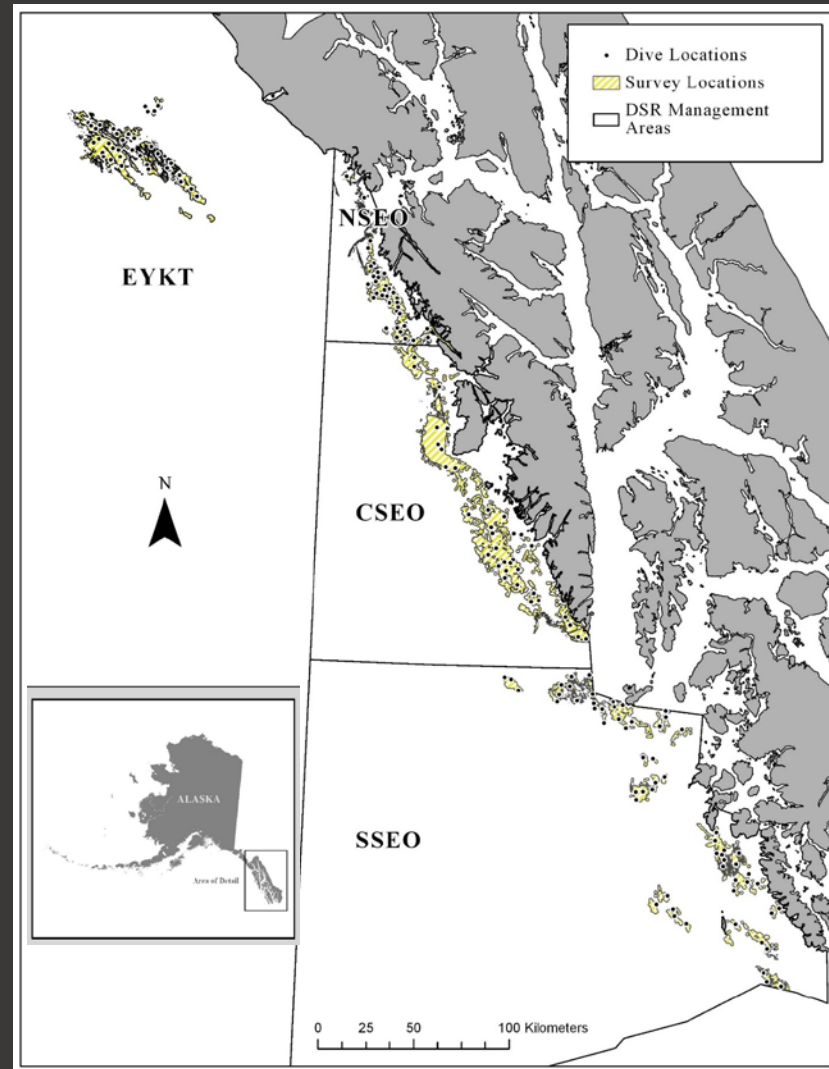 Dive Locations
Survey Locations
DSR Management
Areas
NSEO
EYKT
N
CSEO
ALASKA
Area of Detail
SSEO
0 25 50 100 Kilometers